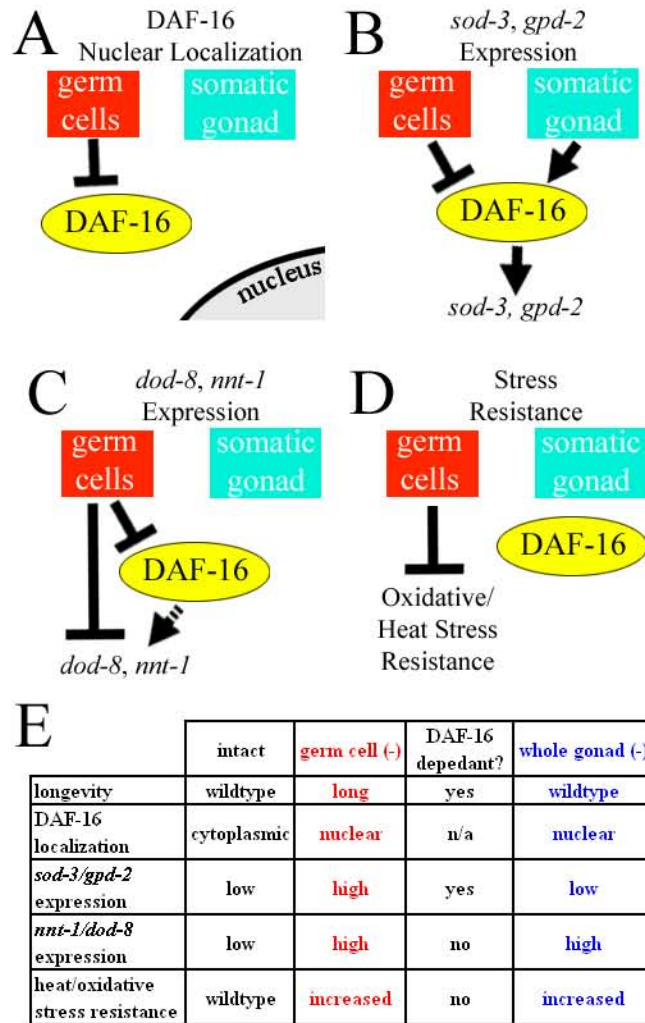 A
DAF-16
Nuclear Localization
germ
cells
somatic
gonad
DAF-16
nucleus
B
sod-3, gpd-2
Expression
germ
cells
somatic
gonad
DAF-16
sod-3, gpd-2
C
dod-8, nnt-1
Expression
germ
cells
somatic
gonad
DAF-16
dod-8, nnt-1
D
Stress
Resistance
germ
cells
somatic
gonad
DAF-16
Oxidative/
Heat Stress
Resistance
E
intact germ cell (-) DAF-16 depedant? whole gonad (-)
longevity wildtype long yes wildtype
DAF-16 localization cytoplasmic nuclear n/a nuclear
sod-3/gpd-2 expression low high yes low
nnt-1/dod-8 expression low high no high
heat/oxidative stress resistance wildtype increased no increased